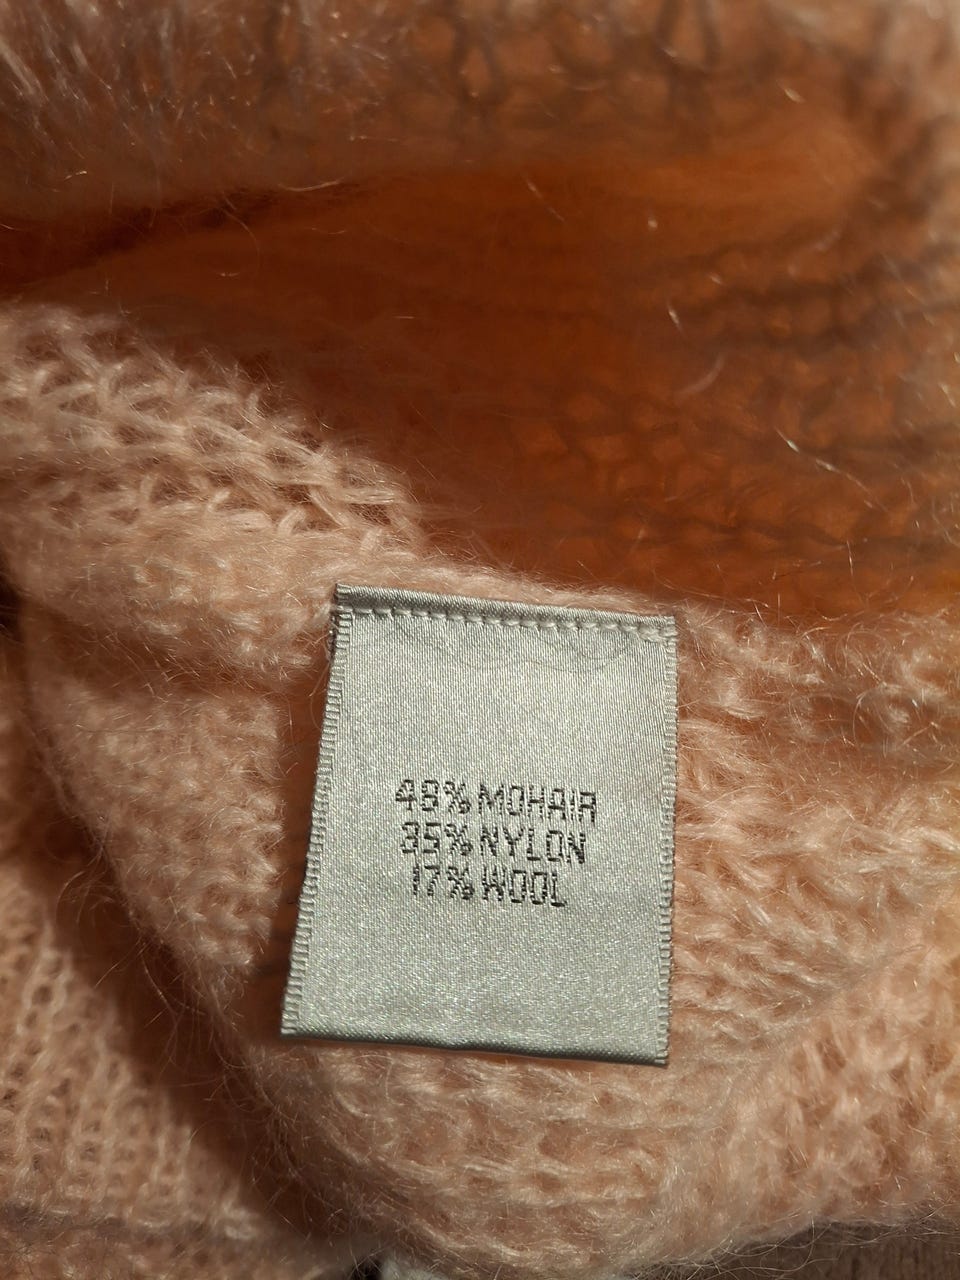 48% MOHAIR
35% NYLON
17% WOOL